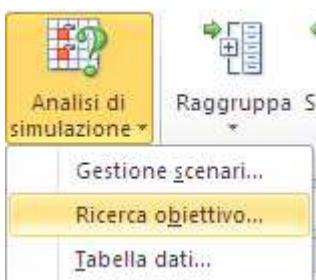 Analisi di
simulazione
Raggruppa S
Gestione scenari...
Ricerca obiettivo...
Tabella dati...